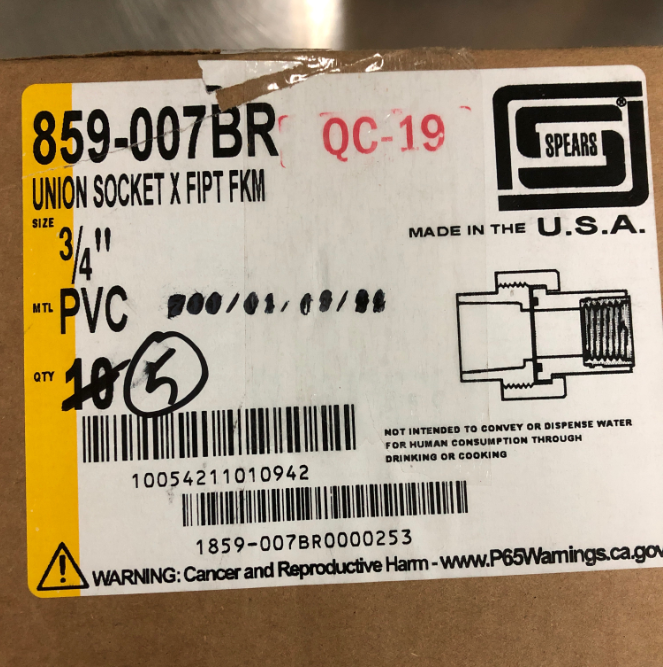 859-007BR QC-19
SPEARS®
UNION SOCKET X FIPT FKM
MADE IN THE U.S.A.
SIZE 3/4"
MTL PVC
QTY 10 5
NOT INTENDED TO CONVEY OR DISPENSE WATER
FOR HUMAN CONSUMPTION THROUGH
DRINKING OR COOKING
10054211010942
1859-007BR0000253
WARNING: Cancer and Reproductive Harm - www.P65Warnings.ca.gov